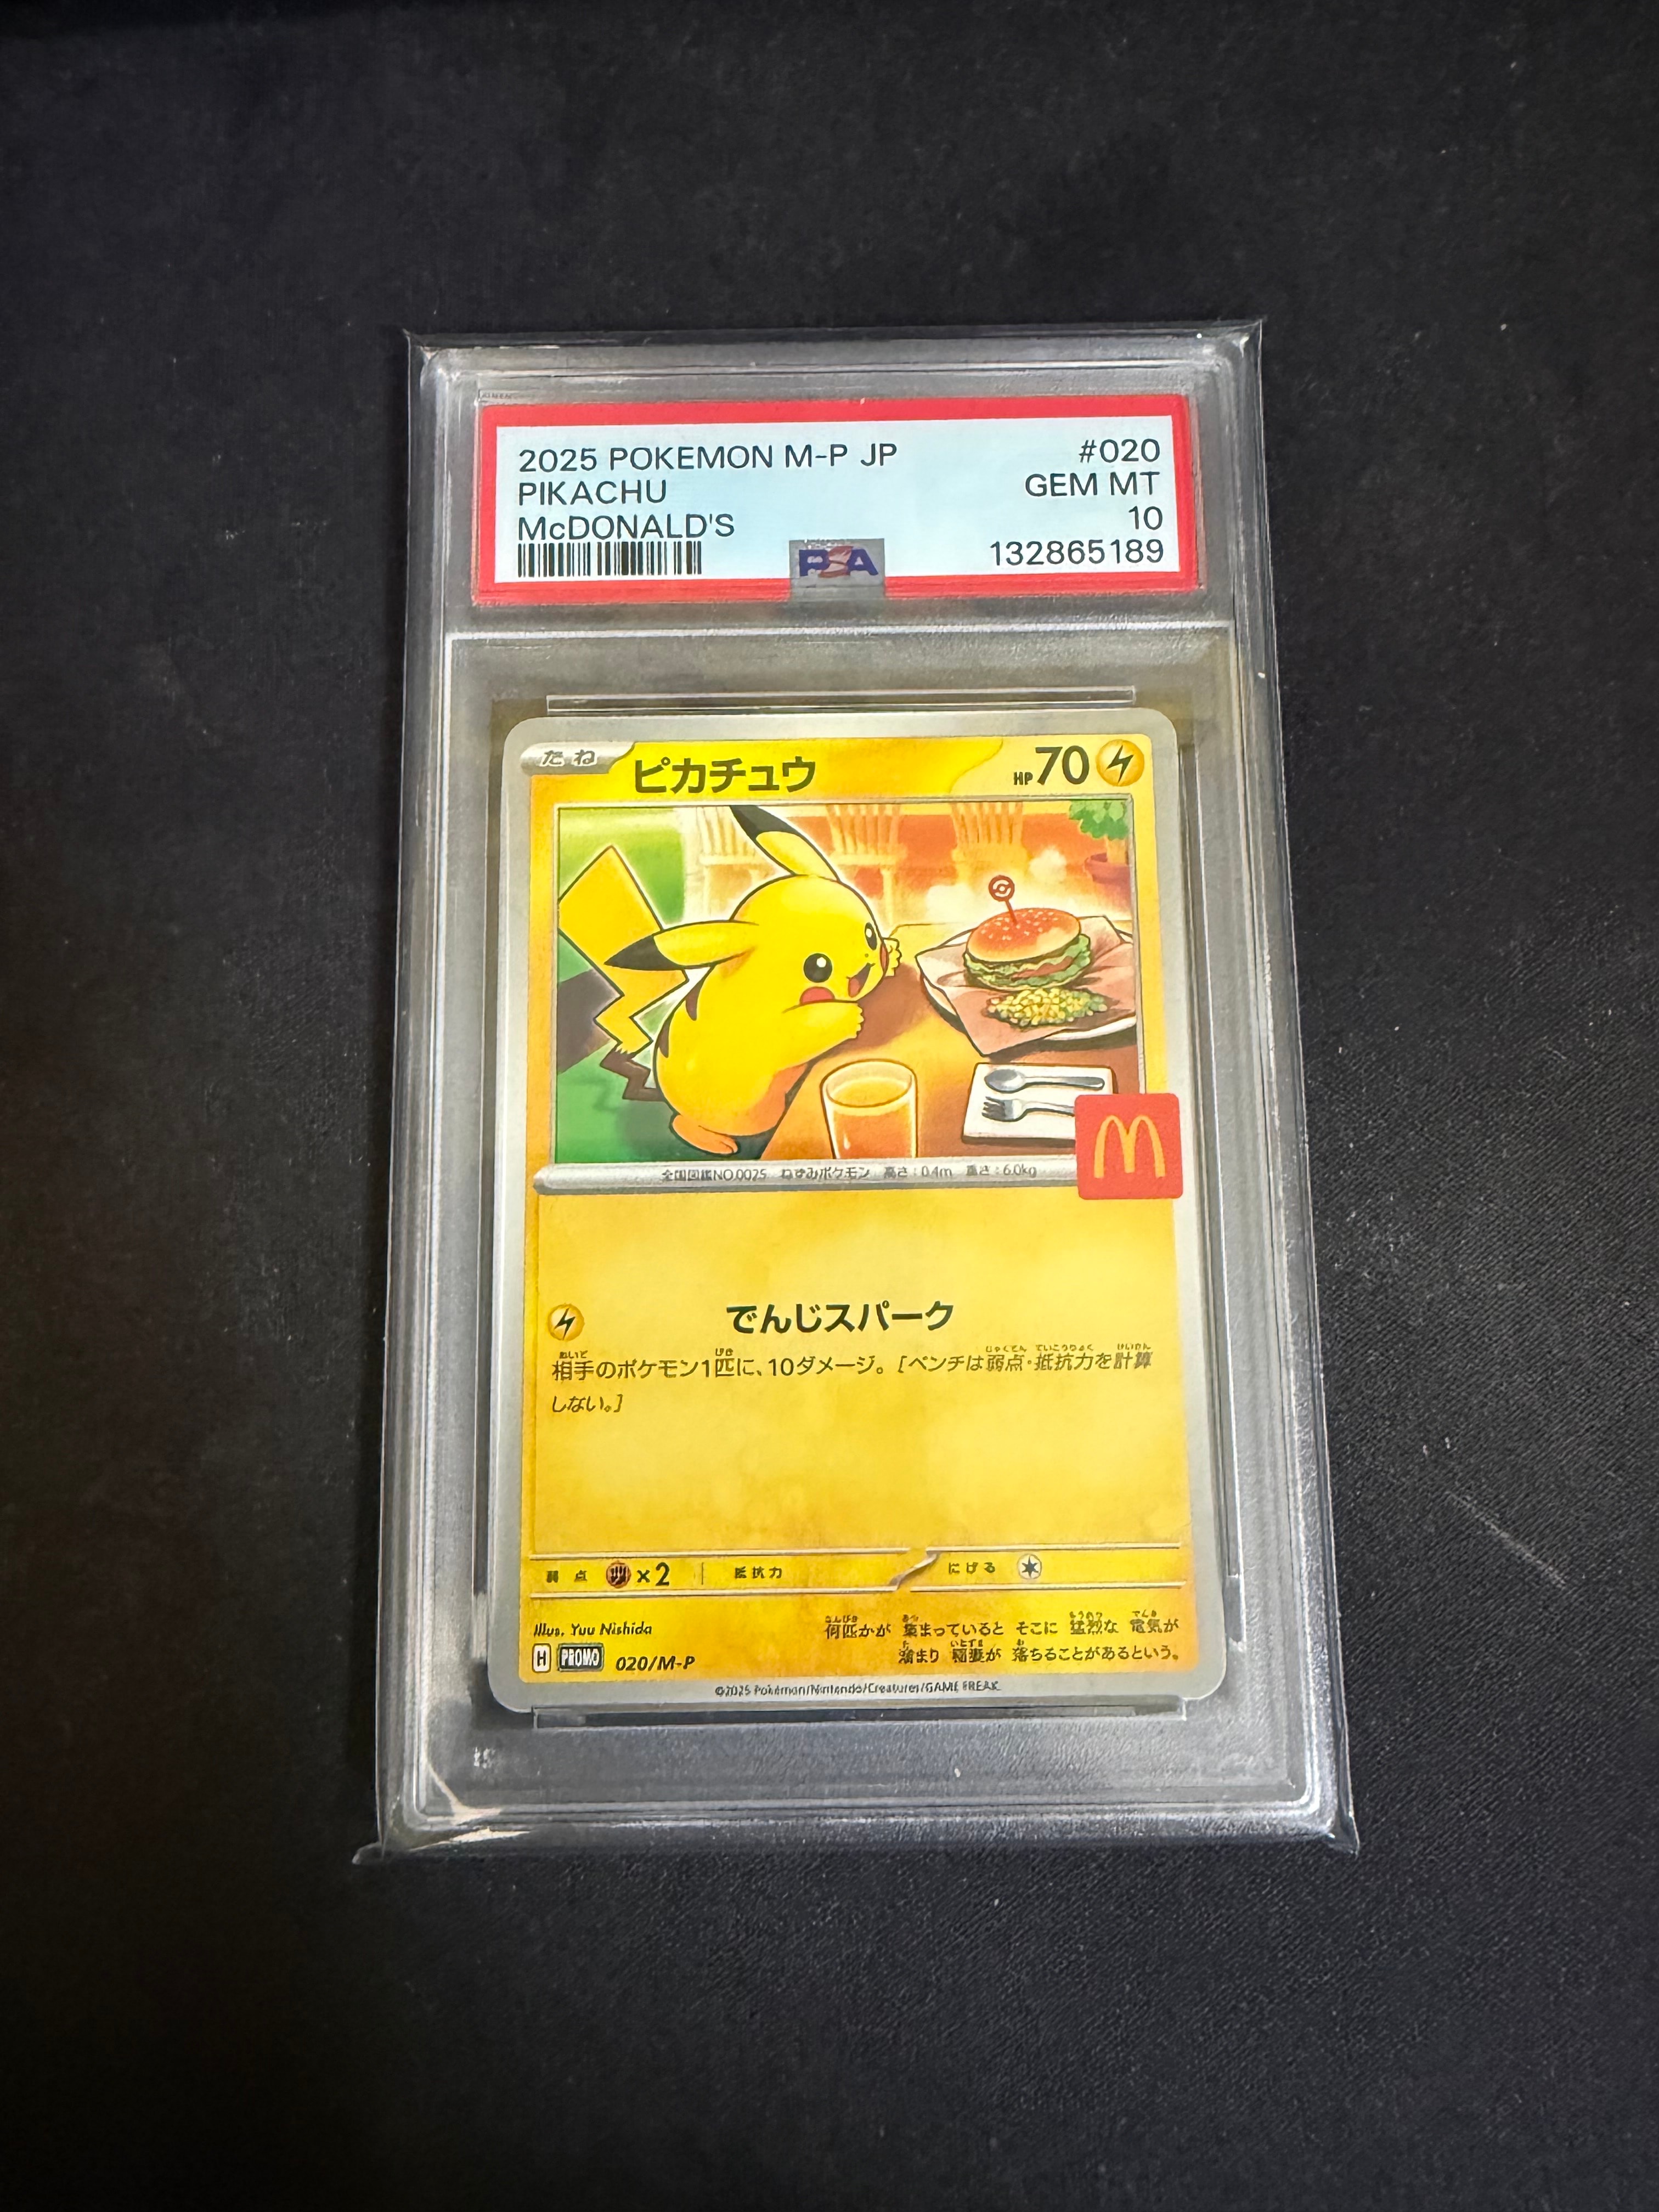 2025 POKEMON M-P JP #020
PIKACHU GEM MT
McDONALD'S 10
PSA 132865189
たね ピカチュウ HP70
全国図鑑NO.0025 ねずみポケモン 高さ:0.4m 重さ:6.0kg
でんじスパーク
相手のポケモン1匹に、10ダメージ。[ベンチは弱点・抵抗力を計算
しない。]
弱点 ×2 抵抗力 にげる
Illus. Yuu Nishida
H PROMO 020/M-P
何匹かが 集まっていると そこに 猛烈な 電気が
溜まり 稲妻が 落ちることがあるという。
©2025 Pokémon/Nintendo/Creatures/GAME FREAK